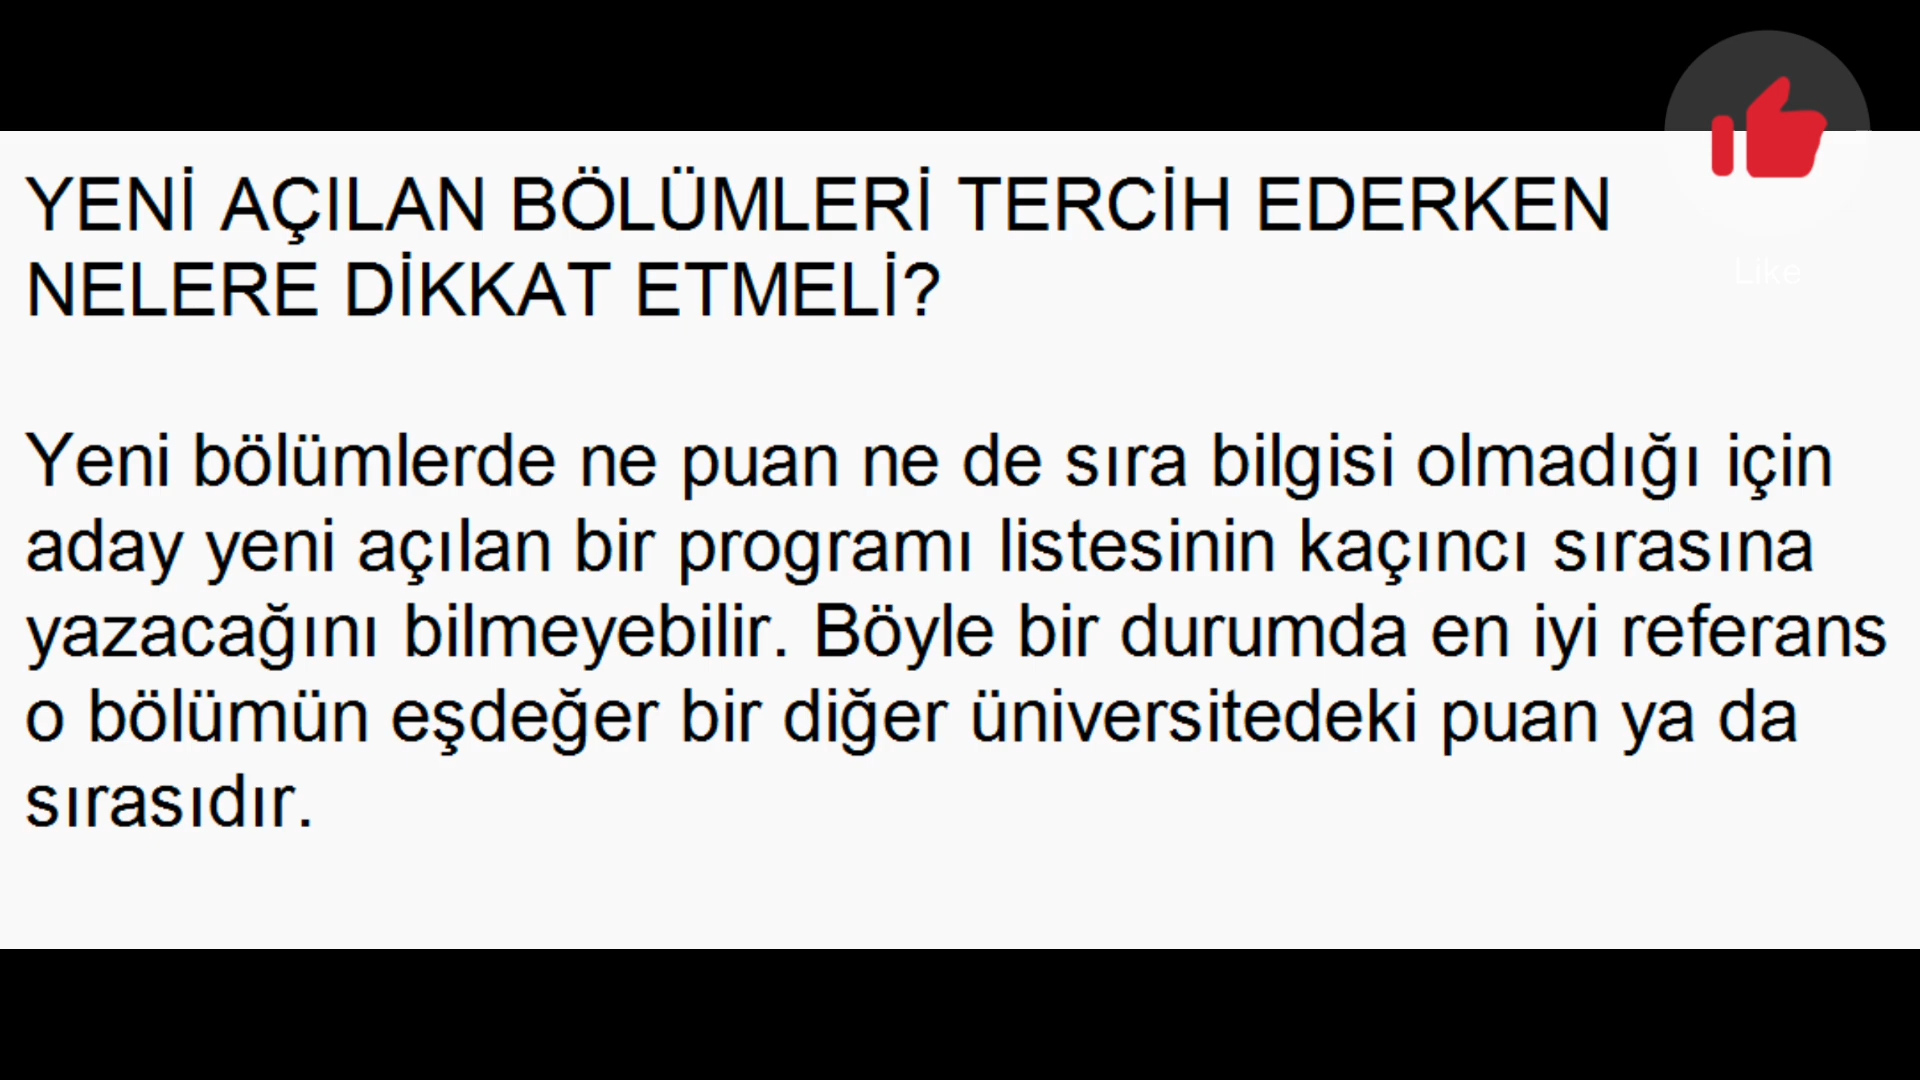 YENİ AÇILAN BÖLÜMLERİ TERCİH EDERKEN
NELERE DİKKAT ETMELİ?
Like
Yeni bölümlerde ne puan ne de sıra bilgisi olmadığı için
aday yeni açılan bir programı listesinin kaçıncı sırasına
yazacağını bilmeyebilir. Böyle bir durumda en iyi referans
o bölümün eşdeğer bir diğer üniversitedeki puan ya da
sırasıdır.